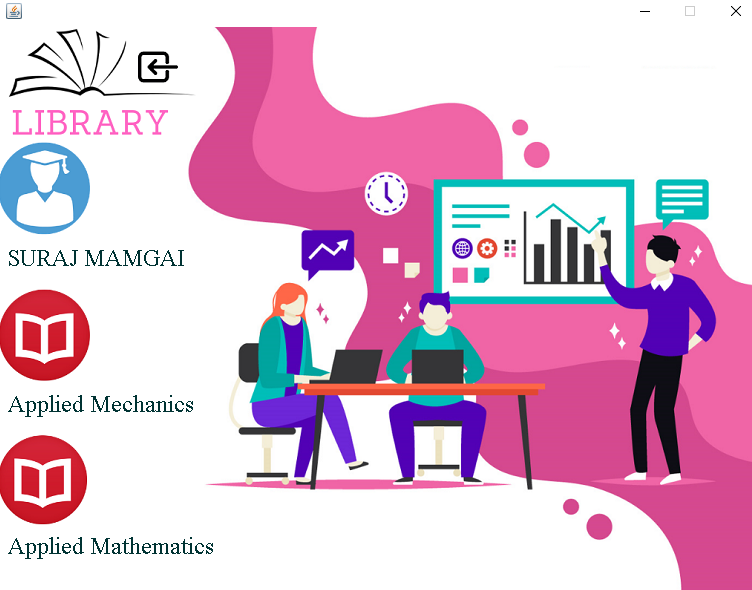 LIBRARY
SURAJ MAMGAI
Applied Mechanics
Applied Mathematics